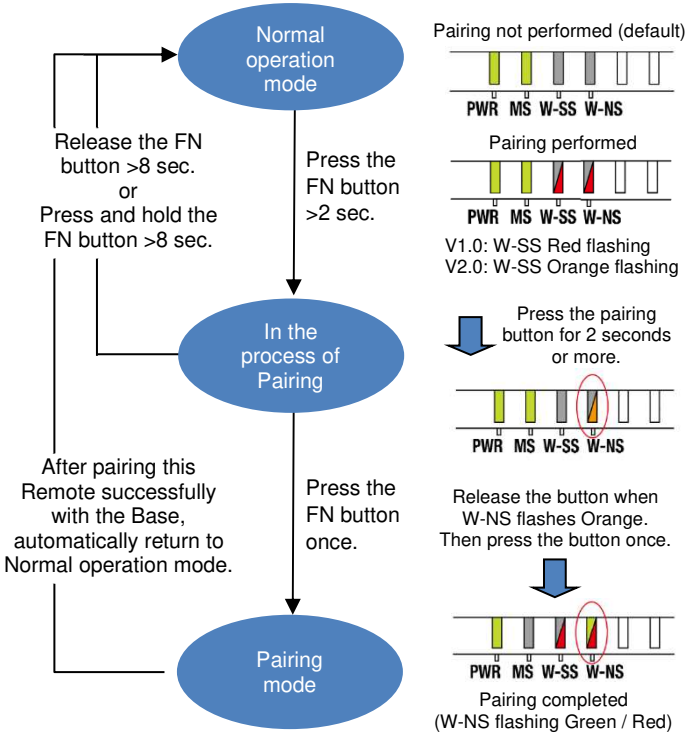 Normal
operation
mode
Release the FN
button >8 sec.
or
Press and hold the
FN button >8 sec.
Press the
FN button
>2 sec.
In the
process of
Pairing
After pairing this
Remote successfully
with the Base,
automatically return to
Normal operation mode.
Press the
FN button
once.
Pairing
mode
Pairing not performed (default)
PWR MS W-SS W-NS
Pairing performed
PWR MS W-SS W-NS
V1.0: W-SS Red flashing
V2.0: W-SS Orange flashing
Press the pairing
button for 2 seconds
or more.
PWR MS W-SS W-NS
Release the button when
W-NS flashes Orange.
Then press the button once.
PWR MS W-SS W-NS
Pairing completed
(W-NS flashing Green / Red)